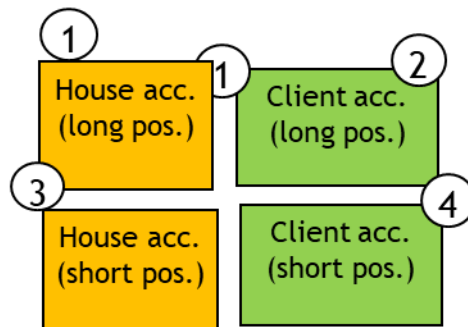 1
House acc.
(long pos.)
1
2
Client acc.
(long pos.)
3
House acc.
(short pos.)
4
Client acc.
(short pos.)